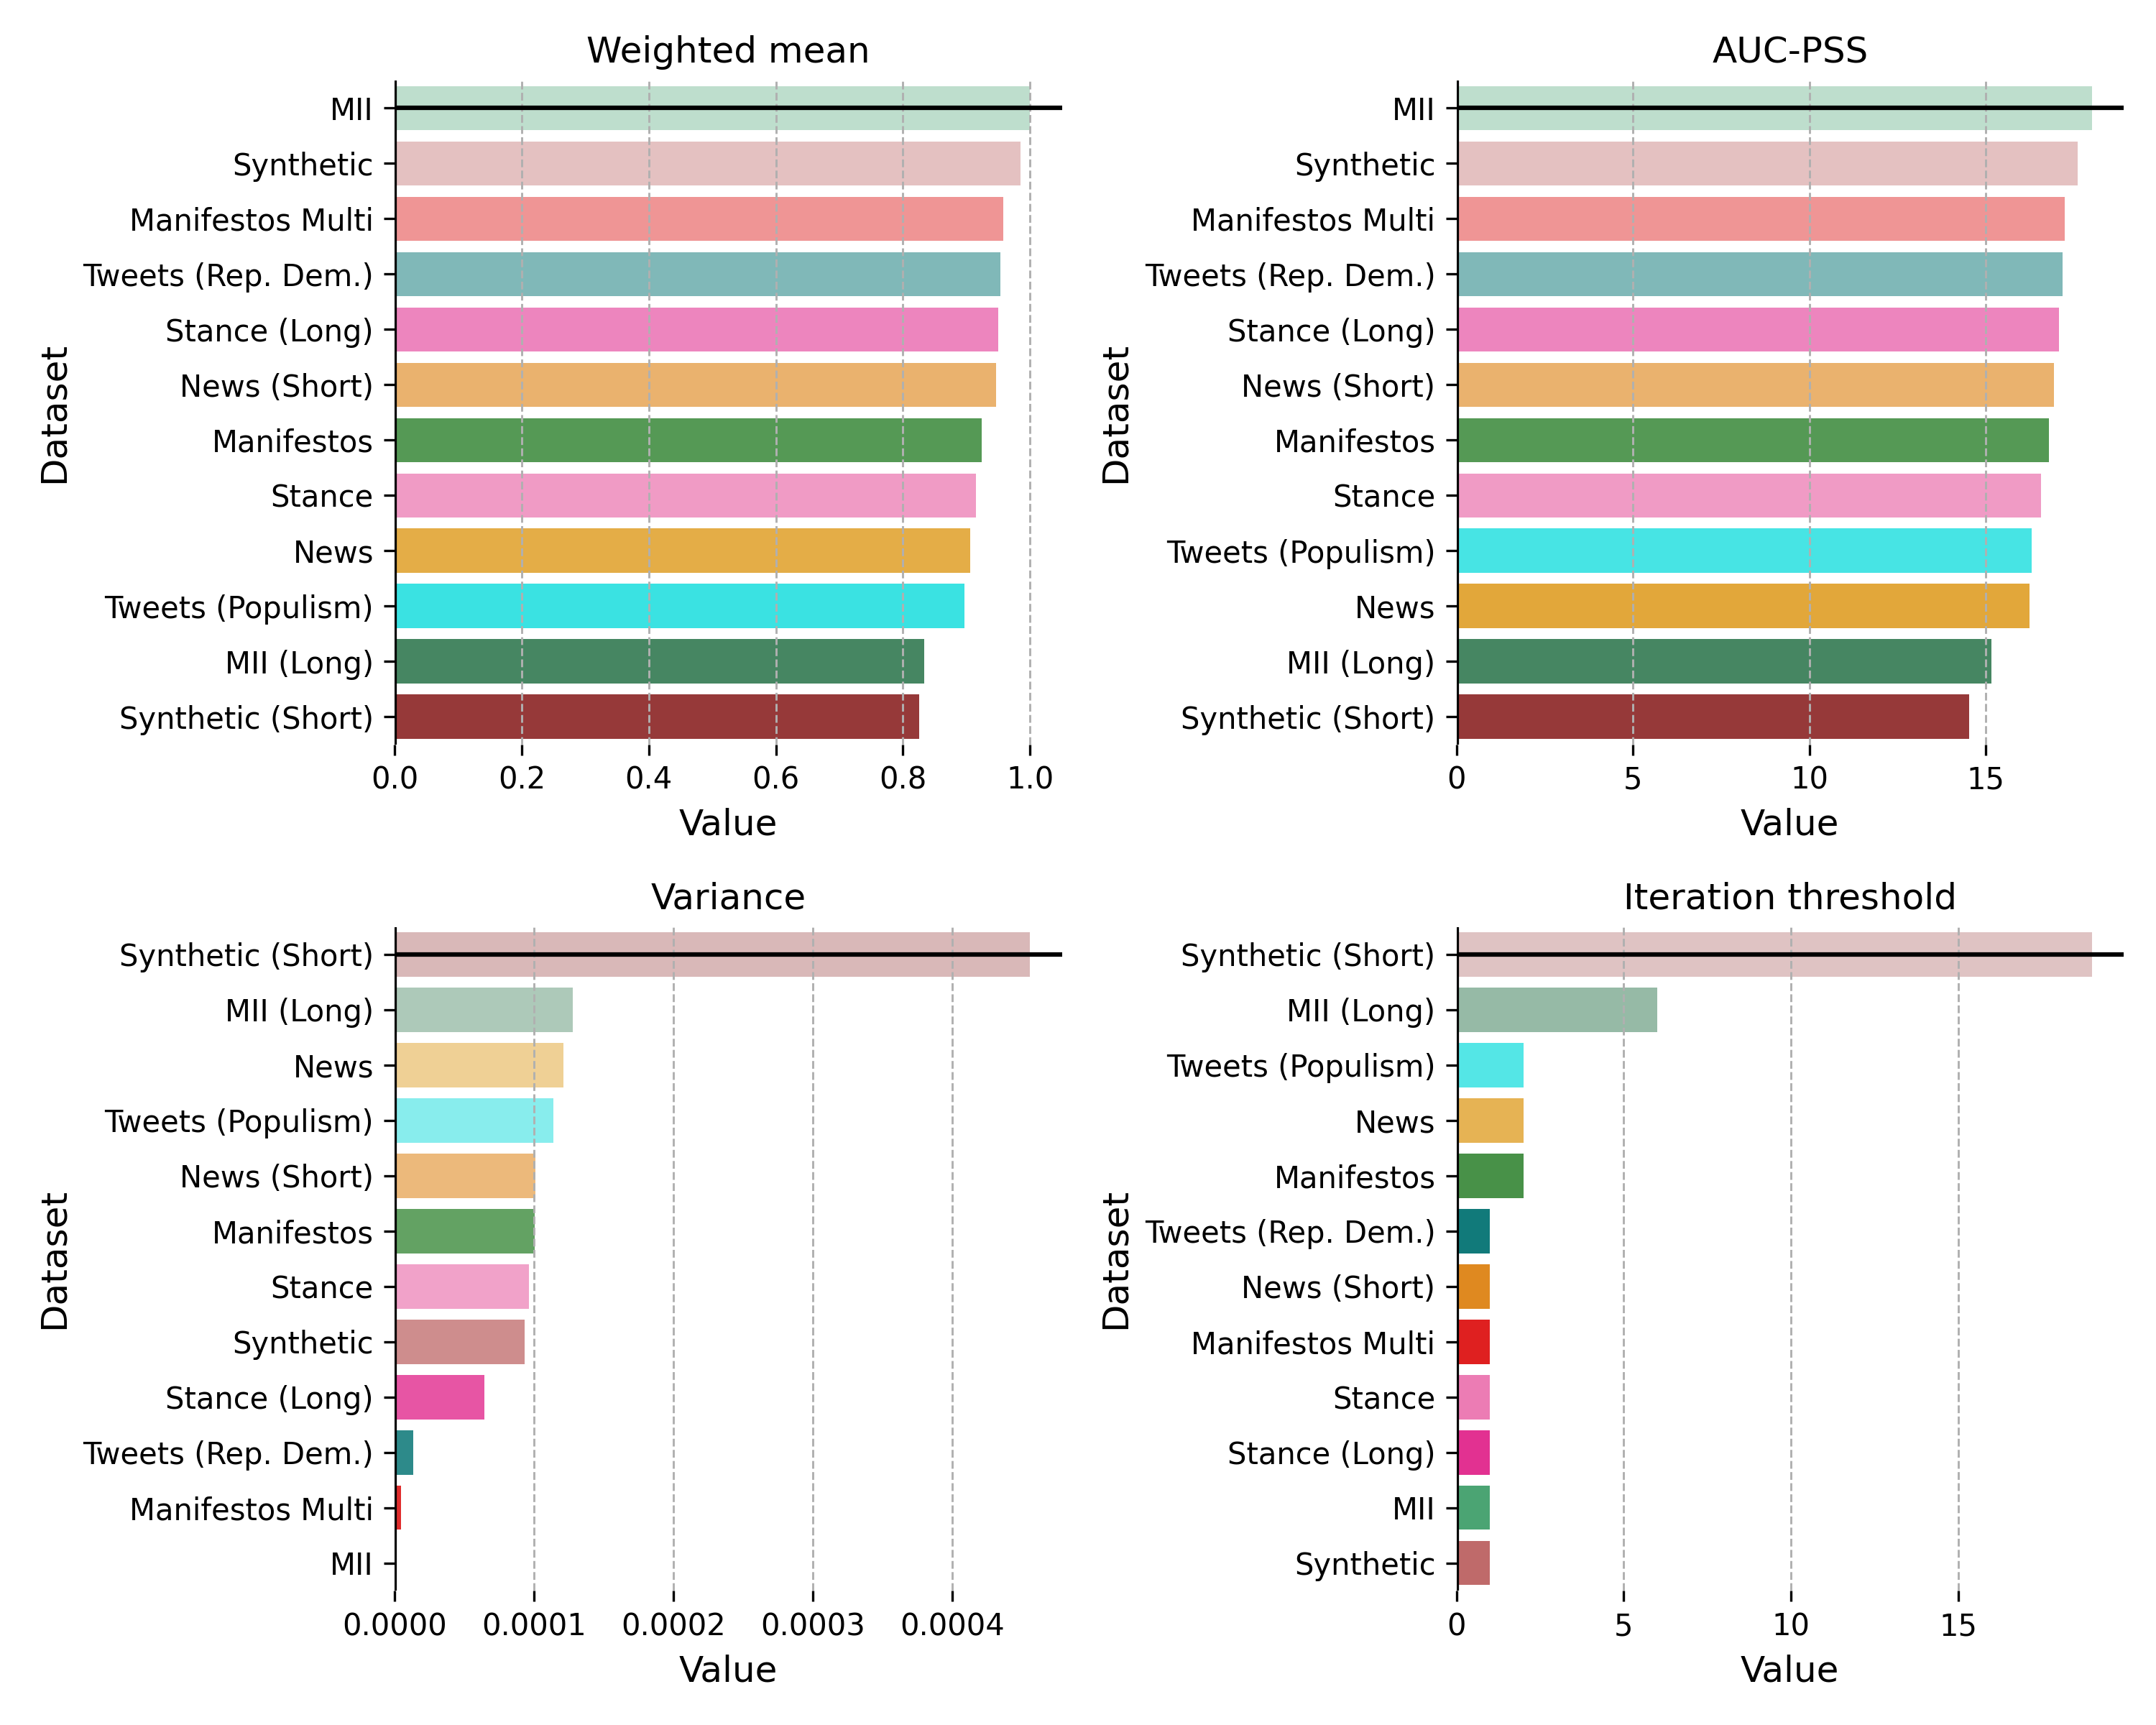 Weighted mean
Dataset
MII
Synthetic
Manifestos Multi
Tweets (Rep. Dem.)
Stance (Long)
News (Short)
Manifestos
Stance
News
Tweets (Populism)
MII (Long)
Synthetic (Short)
0.0 0.2 0.4 0.6 0.8 1.0
Value
AUC-PSS
Dataset
MII
Synthetic
Manifestos Multi
Tweets (Rep. Dem.)
Stance (Long)
News (Short)
Manifestos
Stance
Tweets (Populism)
News
MII (Long)
Synthetic (Short)
0 5 10 15
Value
Variance
Dataset
Synthetic (Short)
MII (Long)
News
Tweets (Populism)
News (Short)
Manifestos
Stance
Synthetic
Stance (Long)
Tweets (Rep. Dem.)
Manifestos Multi
MII
0.0000 0.0001 0.0002 0.0003 0.0004
Value
Iteration threshold
Dataset
Synthetic (Short)
MII (Long)
Tweets (Populism)
News
Manifestos
Tweets (Rep. Dem.)
News (Short)
Manifestos Multi
Stance
Stance (Long)
MII
Synthetic
0 5 10 15
Value